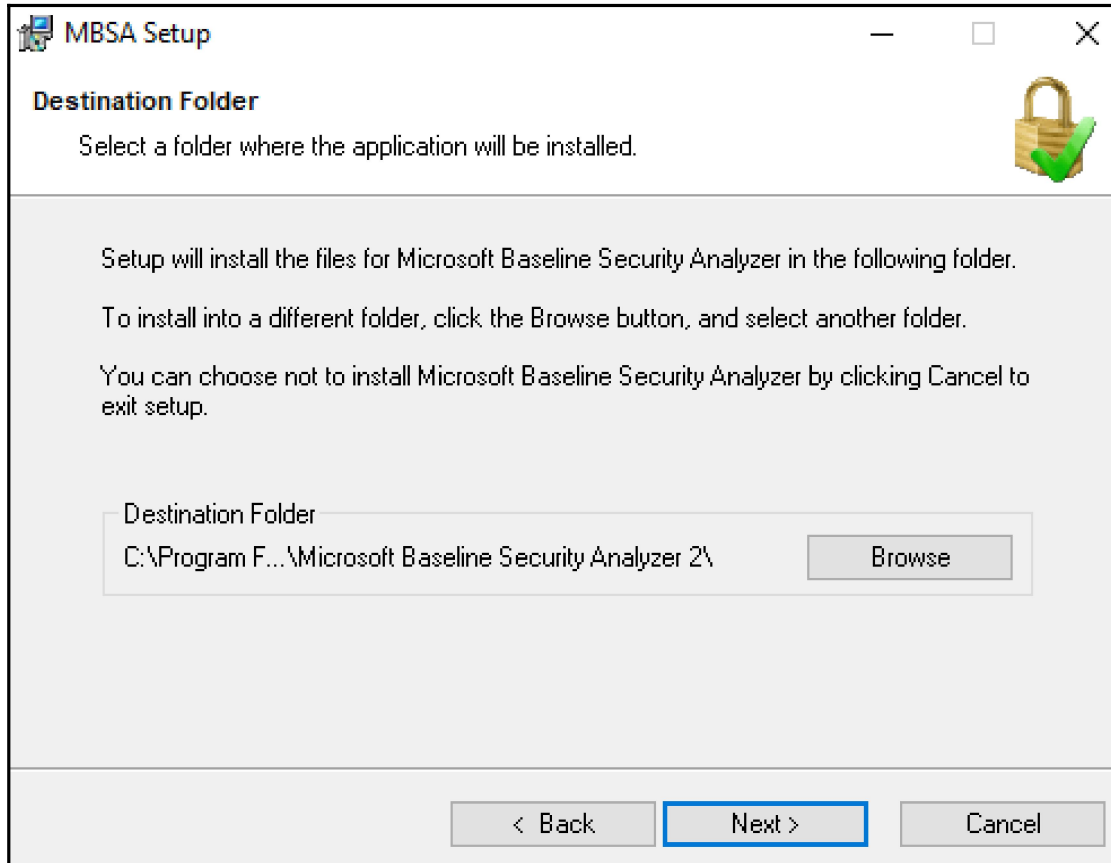 MBSA Setup
Destination Folder
Select a folder where the application will be installed.
Setup will install the files for Microsoft Baseline Security Analyzer in the following folder.
To install into a different folder, click the Browse button, and select another folder.
You can choose not to install Microsoft Baseline Security Analyzer by clicking Cancel to
exit setup.
Destination Folder
C:\Program F...\Microsoft Baseline Security Analyzer 2\
Browse
< Back
Next >
Cancel